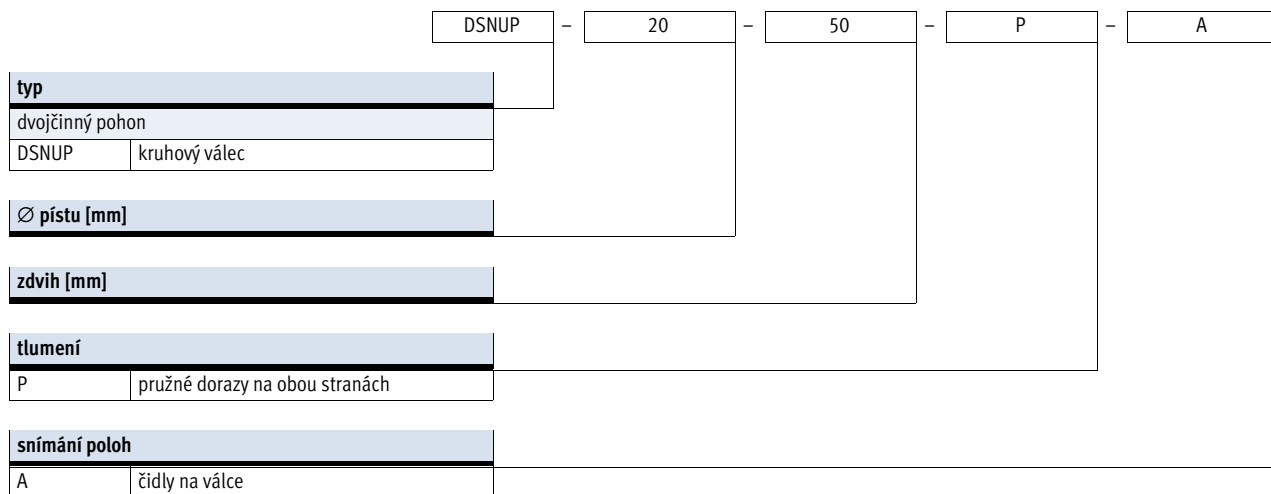 DSNUP – 20 – 50 – P – A
typ
dvojčinný pohon
DSNUP kruhový válec
∅ pístu [mm]
zdvih [mm]
tlumení
P pružné dorazy na obou stranách
snímání poloh
A čidly na válce